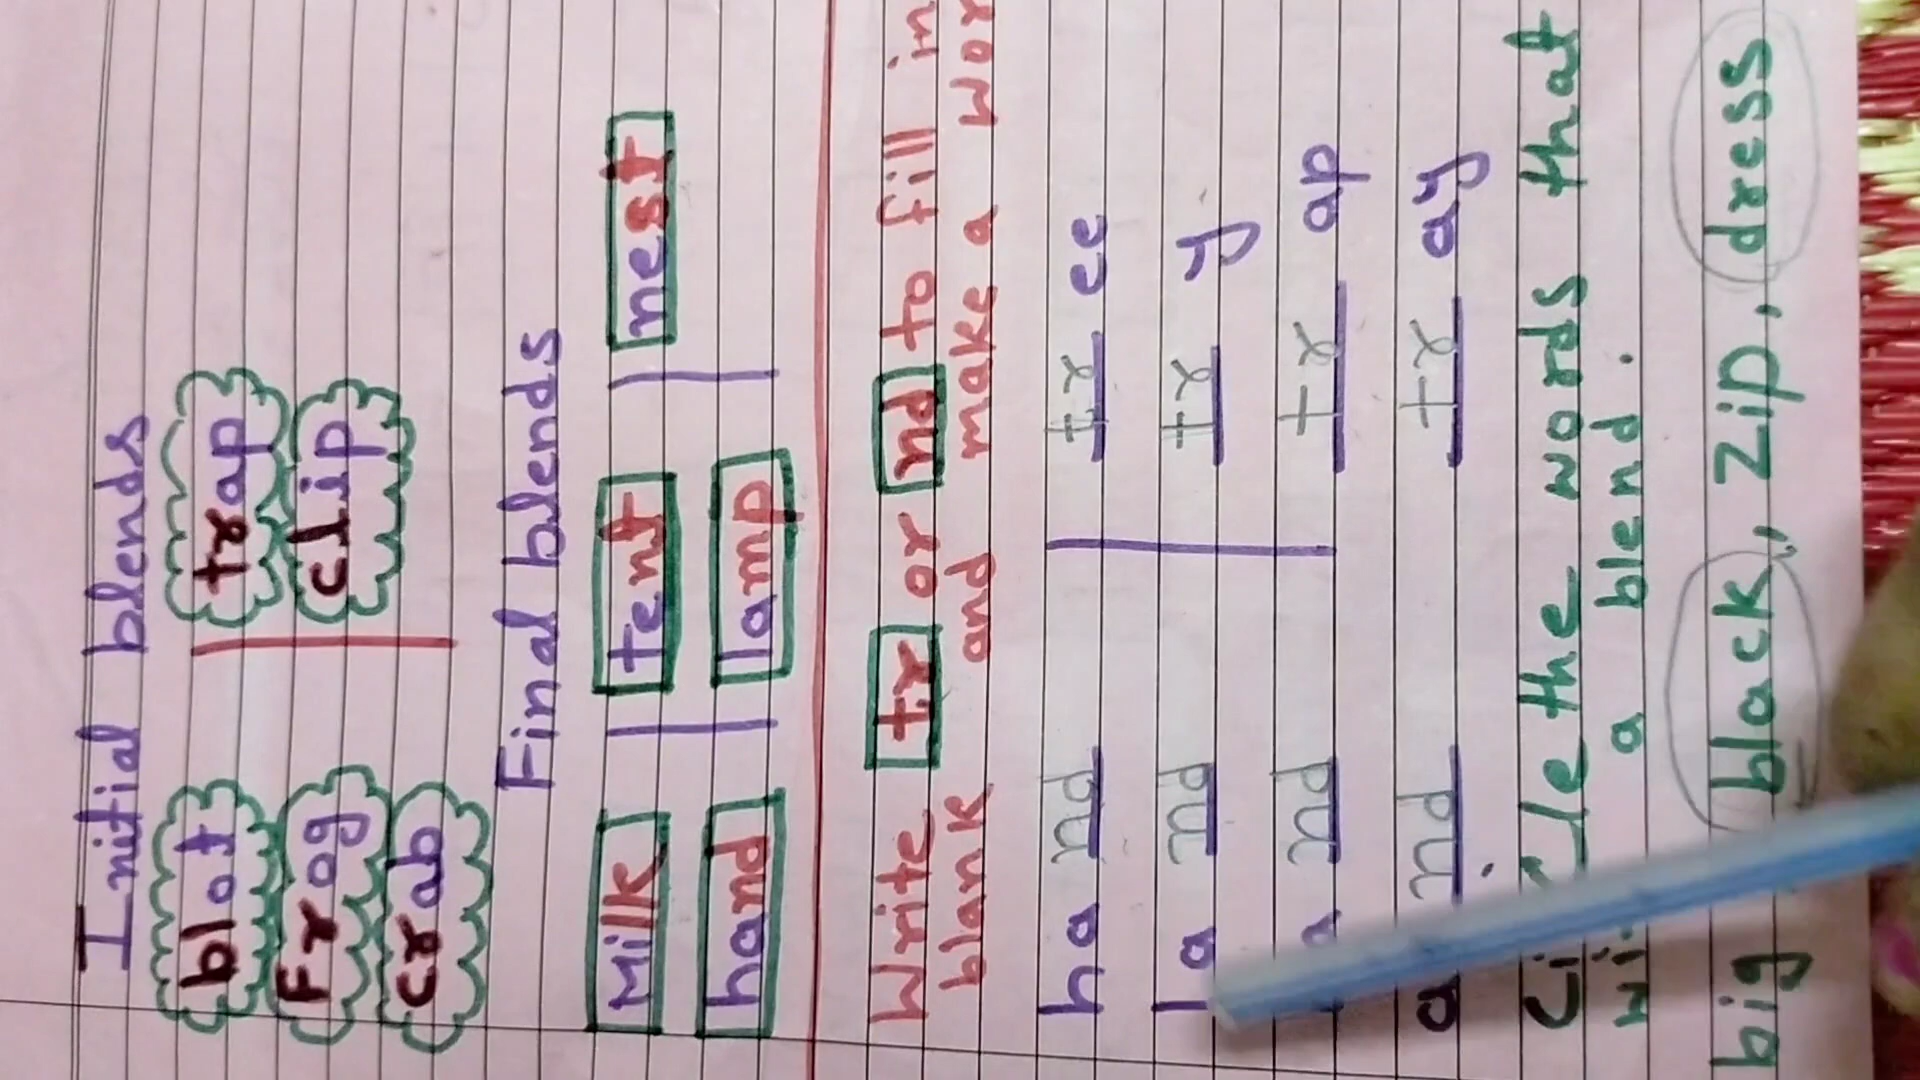 Initial blends
blot trap
Frog clip
crab
Final blends
Milk Tent nest
hand lamp
Write tr or nd to fill in
blank and make a wor
ha nd tr ee
la nd tr y
a nd tr ap
a nd tr ay
the words that
a blend.
big black, Zip, dress